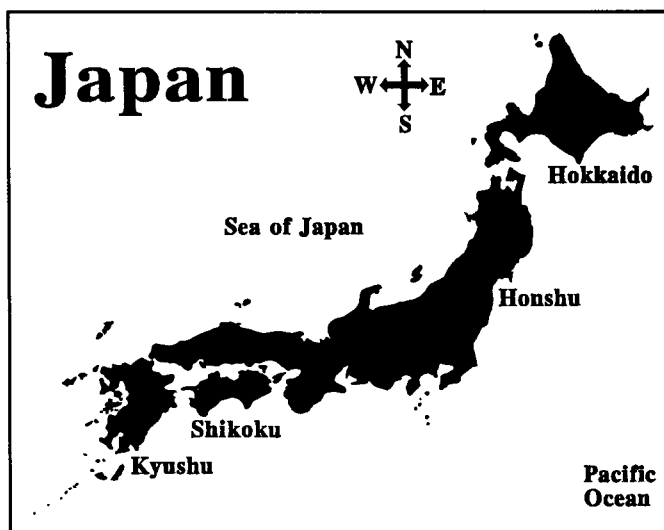 Japan
N
W E
S
Hokkaido
Sea of Japan
Honshu
Shikoku
Kyushu
Pacific
Ocean